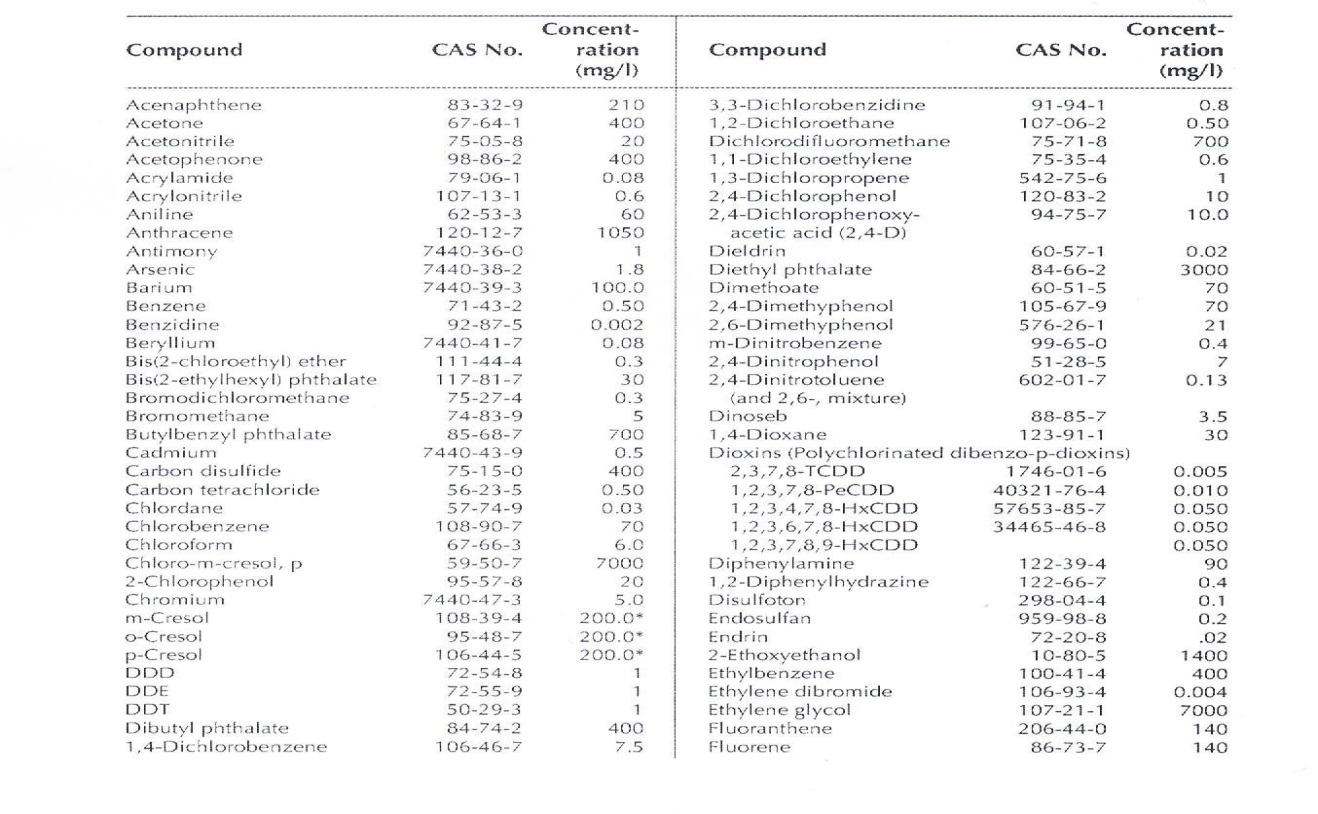 Compound CAS No. Concent-
ration
(mg/l)
Acenaphthene 83-32-9 210
Acetone 67-64-1 400
Acetonitrile 75-05-8 20
Acetophenone 98-86-2 400
Acrylamide 79-06-1 0.08
Acrylonitrile 107-13-1 0.6
Aniline 62-53-3 60
Anthracene 120-12-7 1050
Antimony 7440-36-0 1
Arsenic 7440-38-2 1.8
Barium 7440-39-3 100.0
Benzene 71-43-2 0.50
Benzidine 92-87-5 0.002
Beryllium 7440-41-7 0.08
Bis(2-chloroethyl) ether 111-44-4 0.3
Bis(2-ethylhexyl) phthalate 117-81-7 30
Bromodichloromethane 75-27-4 0.3
Bromomethane 74-83-9 5
Butylbenzyl phthalate 85-68-7 700
Cadmium 7440-43-9 0.5
Carbon disulfide 75-15-0 400
Carbon tetrachloride 56-23-5 0.50
Chlordane 57-74-9 0.03
Chlorobenzene 108-90-7 70
Chloroform 67-66-3 6.0
Chloro-m-cresol, p 59-50-7 7000
2-Chlorophenol 95-57-8 20
Chromium 7440-47-3 5.0
m-Cresol 108-39-4 200.0*
o-Cresol 95-48-7 200.0*
p-Cresol 106-44-5 200.0*
DDD 72-54-8 1
DDE 72-55-9 1
DDT 50-29-3 1
Dibutyl phthalate 84-74-2 400
1,4-Dichlorobenzene 106-46-7 7.5
Compound CAS No. Concent-
ration
(mg/l)
3,3-Dichlorobenzidine 91-94-1 0.8
1,2-Dichloroethane 107-06-2 0.50
Dichlorodifluoromethane 75-71-8 700
1,1-Dichloroethylene 75-35-4 0.6
1,3-Dichloropropene 542-75-6 1
2,4-Dichlorophenol 120-83-2 10
2,4-Dichlorophenoxy- 94-75-7 10.0
acetic acid (2,4-D)
Dieldrin 60-57-1 0.02
Diethyl phthalate 84-66-2 3000
Dimethoate 60-51-5 70
2,4-Dimethyphenol 105-67-9 70
2,6-Dimethyphenol 576-26-1 21
m-Dinitrobenzene 99-65-0 0.4
2,4-Dinitrophenol 51-28-5 7
2,4-Dinitrotoluene 602-01-7 0.13
(and 2,6-, mixture)
Dinoseb 88-85-7 3.5
1,4-Dioxane 123-91-1 30
Dioxins (Polychlorinated dibenzo-p-dioxins)
2,3,7,8-TCDD 1746-01-6 0.005
1,2,3,7,8-PeCDD 40321-76-4 0.010
1,2,3,4,7,8-HxCDD 57653-85-7 0.050
1,2,3,6,7,8-HxCDD 34465-46-8 0.050
1,2,3,7,8,9-HxCDD 0.050
Diphenylamine 122-39-4 90
1,2-Diphenylhydrazine 122-66-7 0.4
Disulfoton 298-04-4 0.1
Endosulfan 959-98-8 0.2
Endrin 72-20-8 .02
2-Ethoxyethanol 10-80-5 1400
Ethylbenzene 100-41-4 400
Ethylene dibromide 106-93-4 0.004
Ethylene glycol 107-21-1 7000
Fluoranthene 206-44-0 140
Fluorene 86-73-7 140